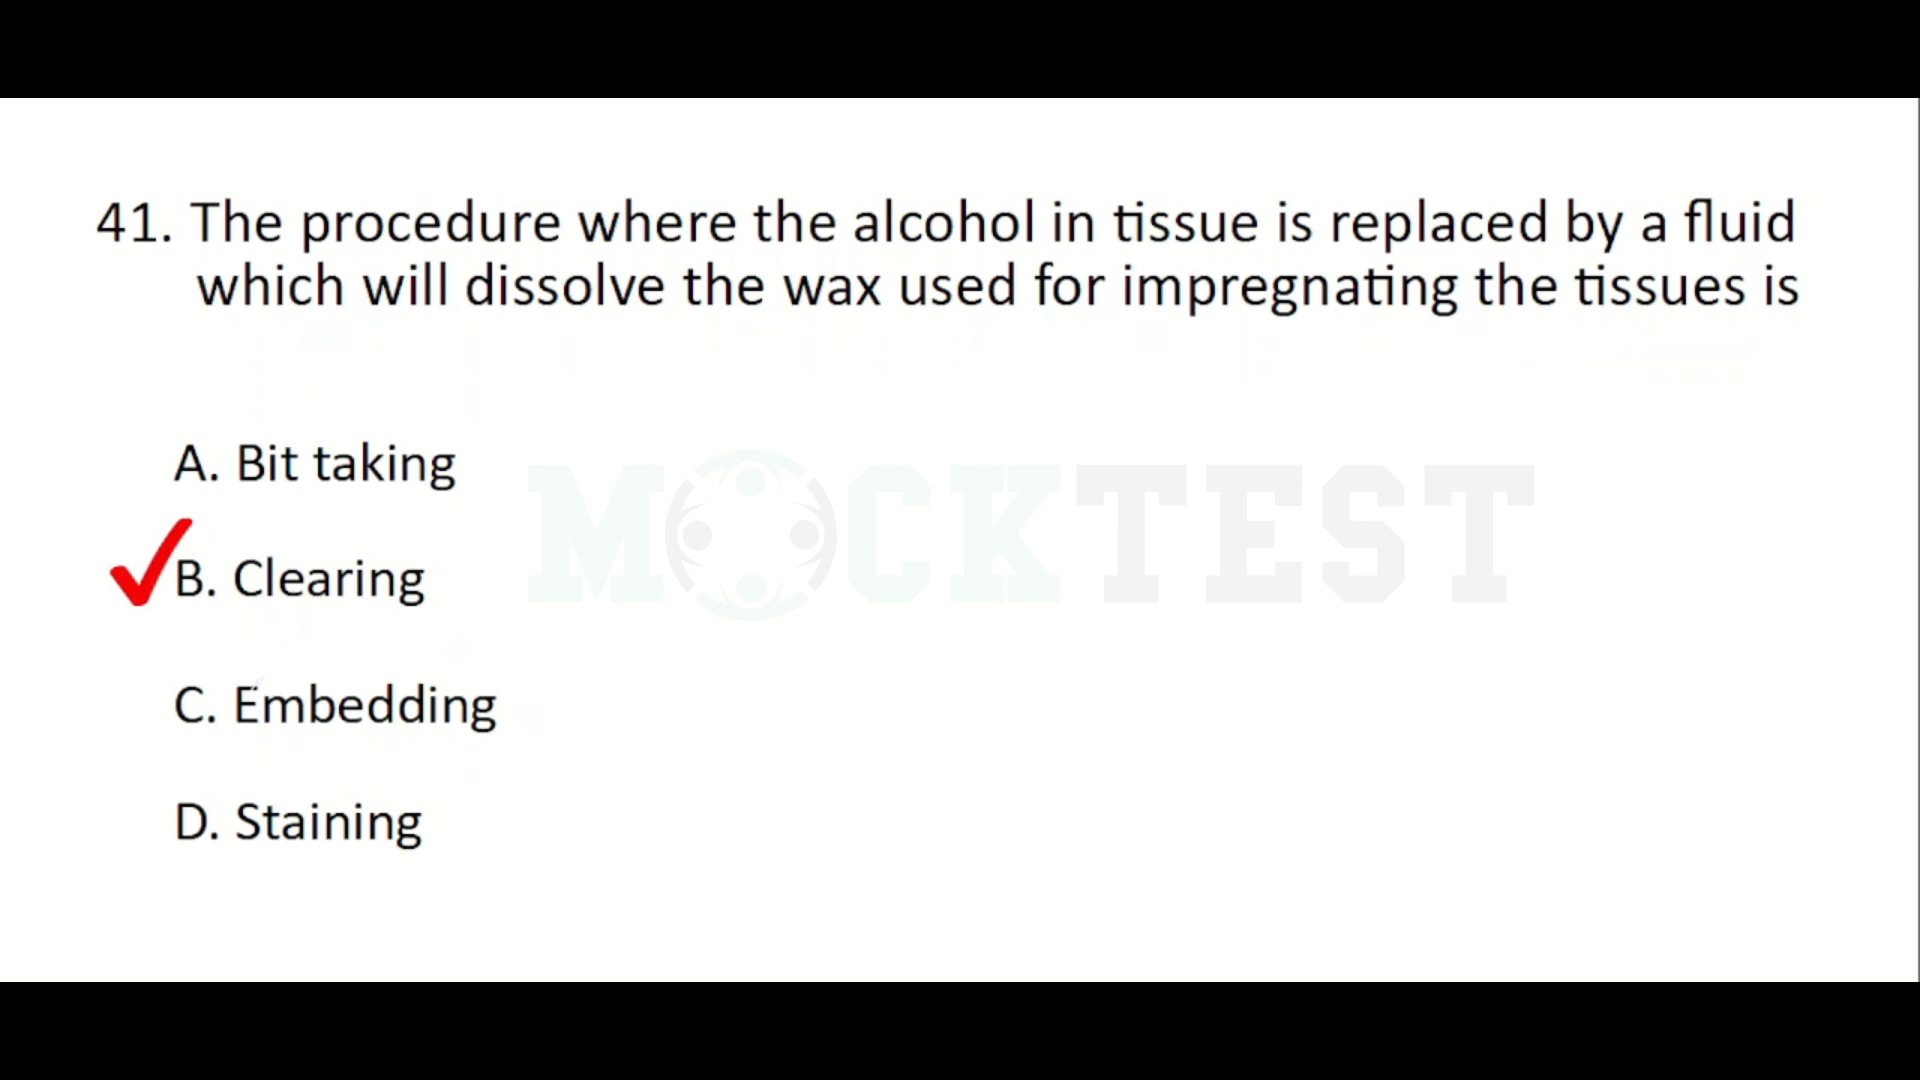 41. The procedure where the alcohol in tissue is replaced by a fluid
which will dissolve the wax used for impregnating the tissues is
A. Bit taking
MOCKTEST
B. Clearing
C. Embedding
D. Staining